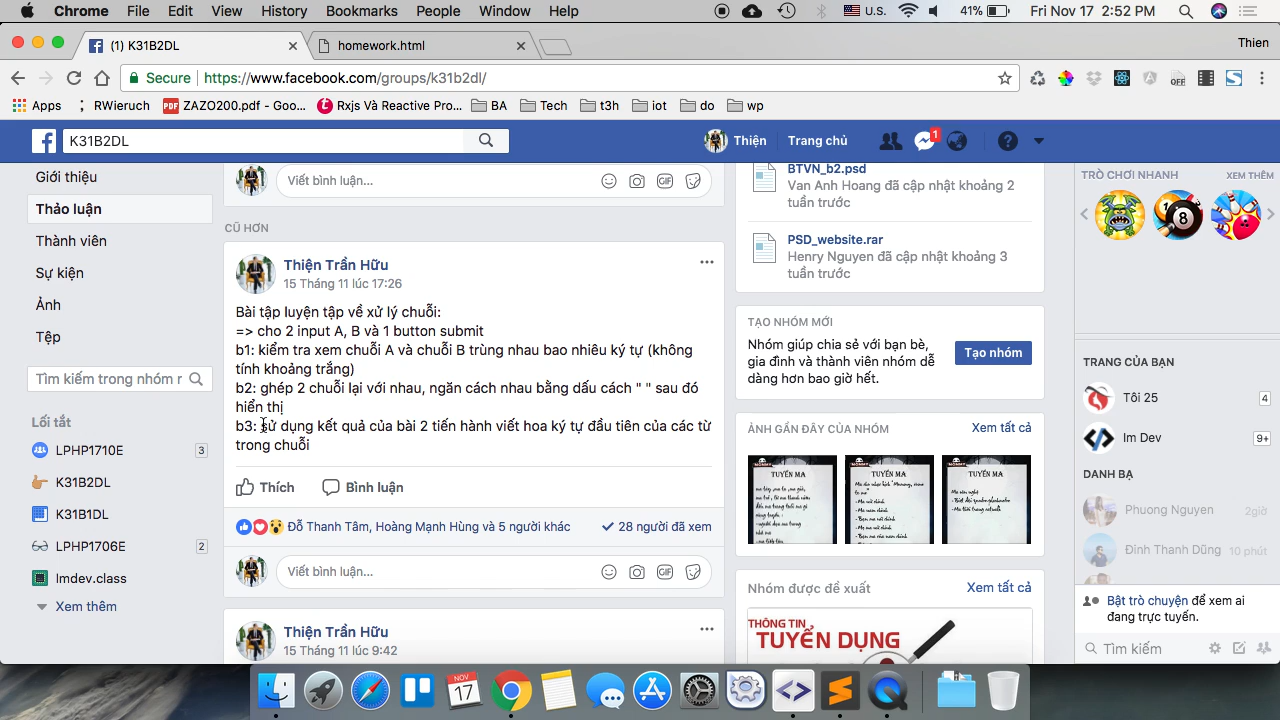 Chrome File Edit View History Bookmarks People Window Help U.S. 41% Fri Nov 17 2:52 PM
(1) K31B2DL
homework.html
Thien
Secure https://www.facebook.com/groups/k31b2dl/
OFF
Apps RWieruch ZAZO200.pdf - Goo... Rxjs Và Reactive Pro... BA Tech t3h iot do wp
K31B2DL
Thiện Trang chủ 1
Giới thiệu
Thảo luận
Thành viên
Sự kiện
Ảnh
Tệp
Tìm kiếm trong nhóm r
Lối tắt
LPHP1710E 3
K31B2DL
K31B1DL
LPHP1706E 2
Imdev.class
Xem thêm
Viết bình luận... GIF
CŨ HƠN
Thiện Trần Hữu
15 Tháng 11 lúc 17:26
Bài tập luyện tập về xử lý chuỗi:
=> cho 2 input A, B và 1 button submit
b1: kiểm tra xem chuỗi A và chuỗi B trùng nhau bao nhiêu ký tự (không
tính khoảng trắng)
b2: ghép 2 chuỗi lại với nhau, ngăn cách nhau bằng dấu cách " " sau đó
hiển thị
b3: sử dụng kết quả của bài 2 tiến hành viết hoa ký tự đầu tiên của các từ
trong chuỗi
Thích Bình luận
Đỗ Thanh Tâm, Hoàng Mạnh Hùng và 5 người khác 28 người đã xem
Viết bình luận... GIF
Thiện Trần Hữu
15 Tháng 11 lúc 9:42
BTVN_b2.psd
Van Anh Hoang đã cập nhật khoảng 2
tuần trước
PSD_website.rar
Henry Nguyen đã cập nhật khoảng 3
tuần trước
TẠO NHÓM MỚI
Nhóm giúp chia sẻ với bạn bè,
gia đình và thành viên nhóm dễ
dàng hơn bao giờ hết.
Tạo nhóm
ẢNH GẦN ĐÂY CỦA NHÓM Xem tất cả
TUYỂN MA
TUYỂN MA
TUYỂN MA
Nhóm được đề xuất Xem tất cả
THÔNG TIN
TUYỂN DỤNG
TRÒ CHƠI NHANH XEM THÊM
8
TRANG CỦA BẠN
Tôi 25 4
Im Dev 9+
DANH BẠ
Phuong Nguyen 2giờ
Đinh Thanh Dũng 10 phút
Bật trò chuyện để xem ai
đang trực tuyến.
Tìm kiếm
NOV
17